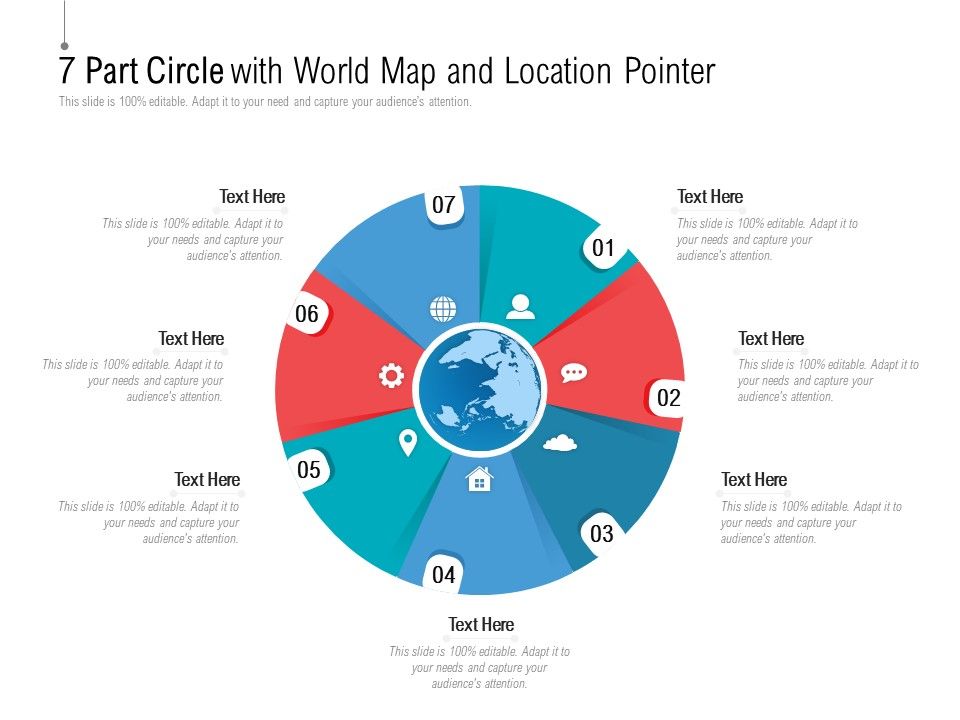 7 Part Circle with World Map and Location Pointer
This slide is 100% editable. Adapt it to your need and capture your audience's attention.
Text Here
This slide is 100% editable. Adapt it to
your needs and capture your
audience's attention.
Text Here
This slide is 100% editable. Adapt it to
your needs and capture your
audience's attention.
07
01
06
02
05
03
04
Text Here
This slide is 100% editable. Adapt it to
your needs and capture your
audience's attention.
Text Here
This slide is 100% editable. Adapt it to
your needs and capture your
audience's attention.
Text Here
This slide is 100% editable. Adapt it to
your needs and capture your
audience's attention.
Text Here
This slide is 100% editable. Adapt it to
your needs and capture your
audience's attention.
Text Here
This slide is 100% editable. Adapt it to
your needs and capture your
audience's attention.